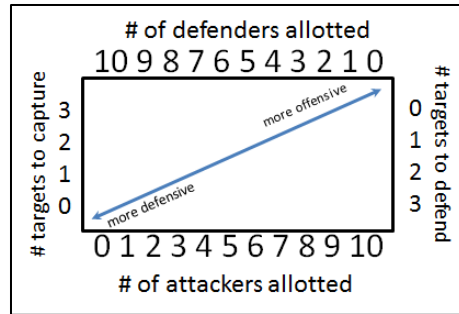 # of defenders allotted
10 9 8 7 6 5 4 3 2 1 0
# targets to capture
3
2
1
0
more offensive
more defensive
0
1
2
3
# targets to defend
0 1 2 3 4 5 6 7 8 9 10
# of attackers allotted